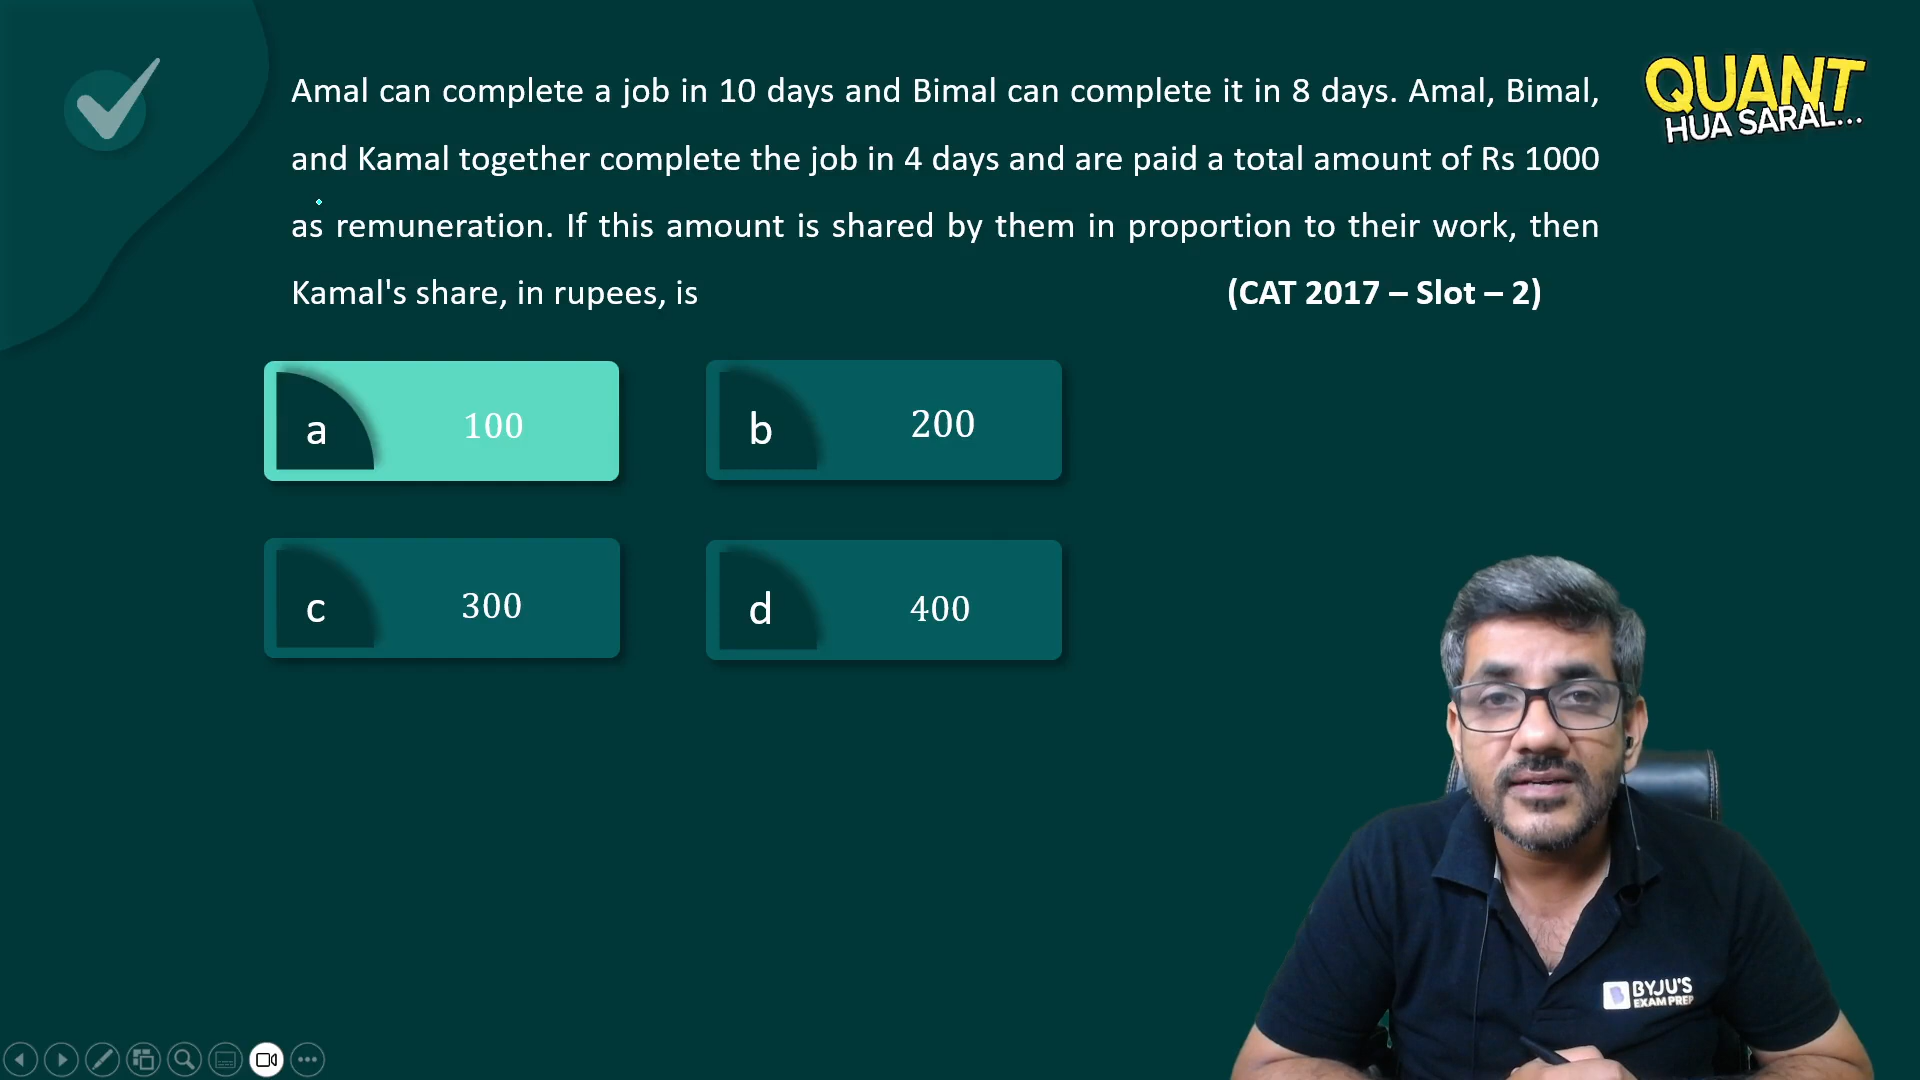 Amal can complete a job in 10 days and Bimal can complete it in 8 days. Amal, Bimal,
and Kamal together complete the job in 4 days and are paid a total amount of Rs 1000
as remuneration. If this amount is shared by them in proportion to their work, then
Kamal's share, in rupees, is (CAT 2017 – Slot – 2)
QUANT
HUA SARAL...
a 100
b 200
c 300
d 400
BYJU'S
EXAM PREP